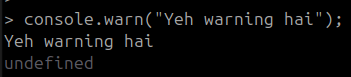 > console.warn("Yeh warning hai");
Yeh warning hai
undefined